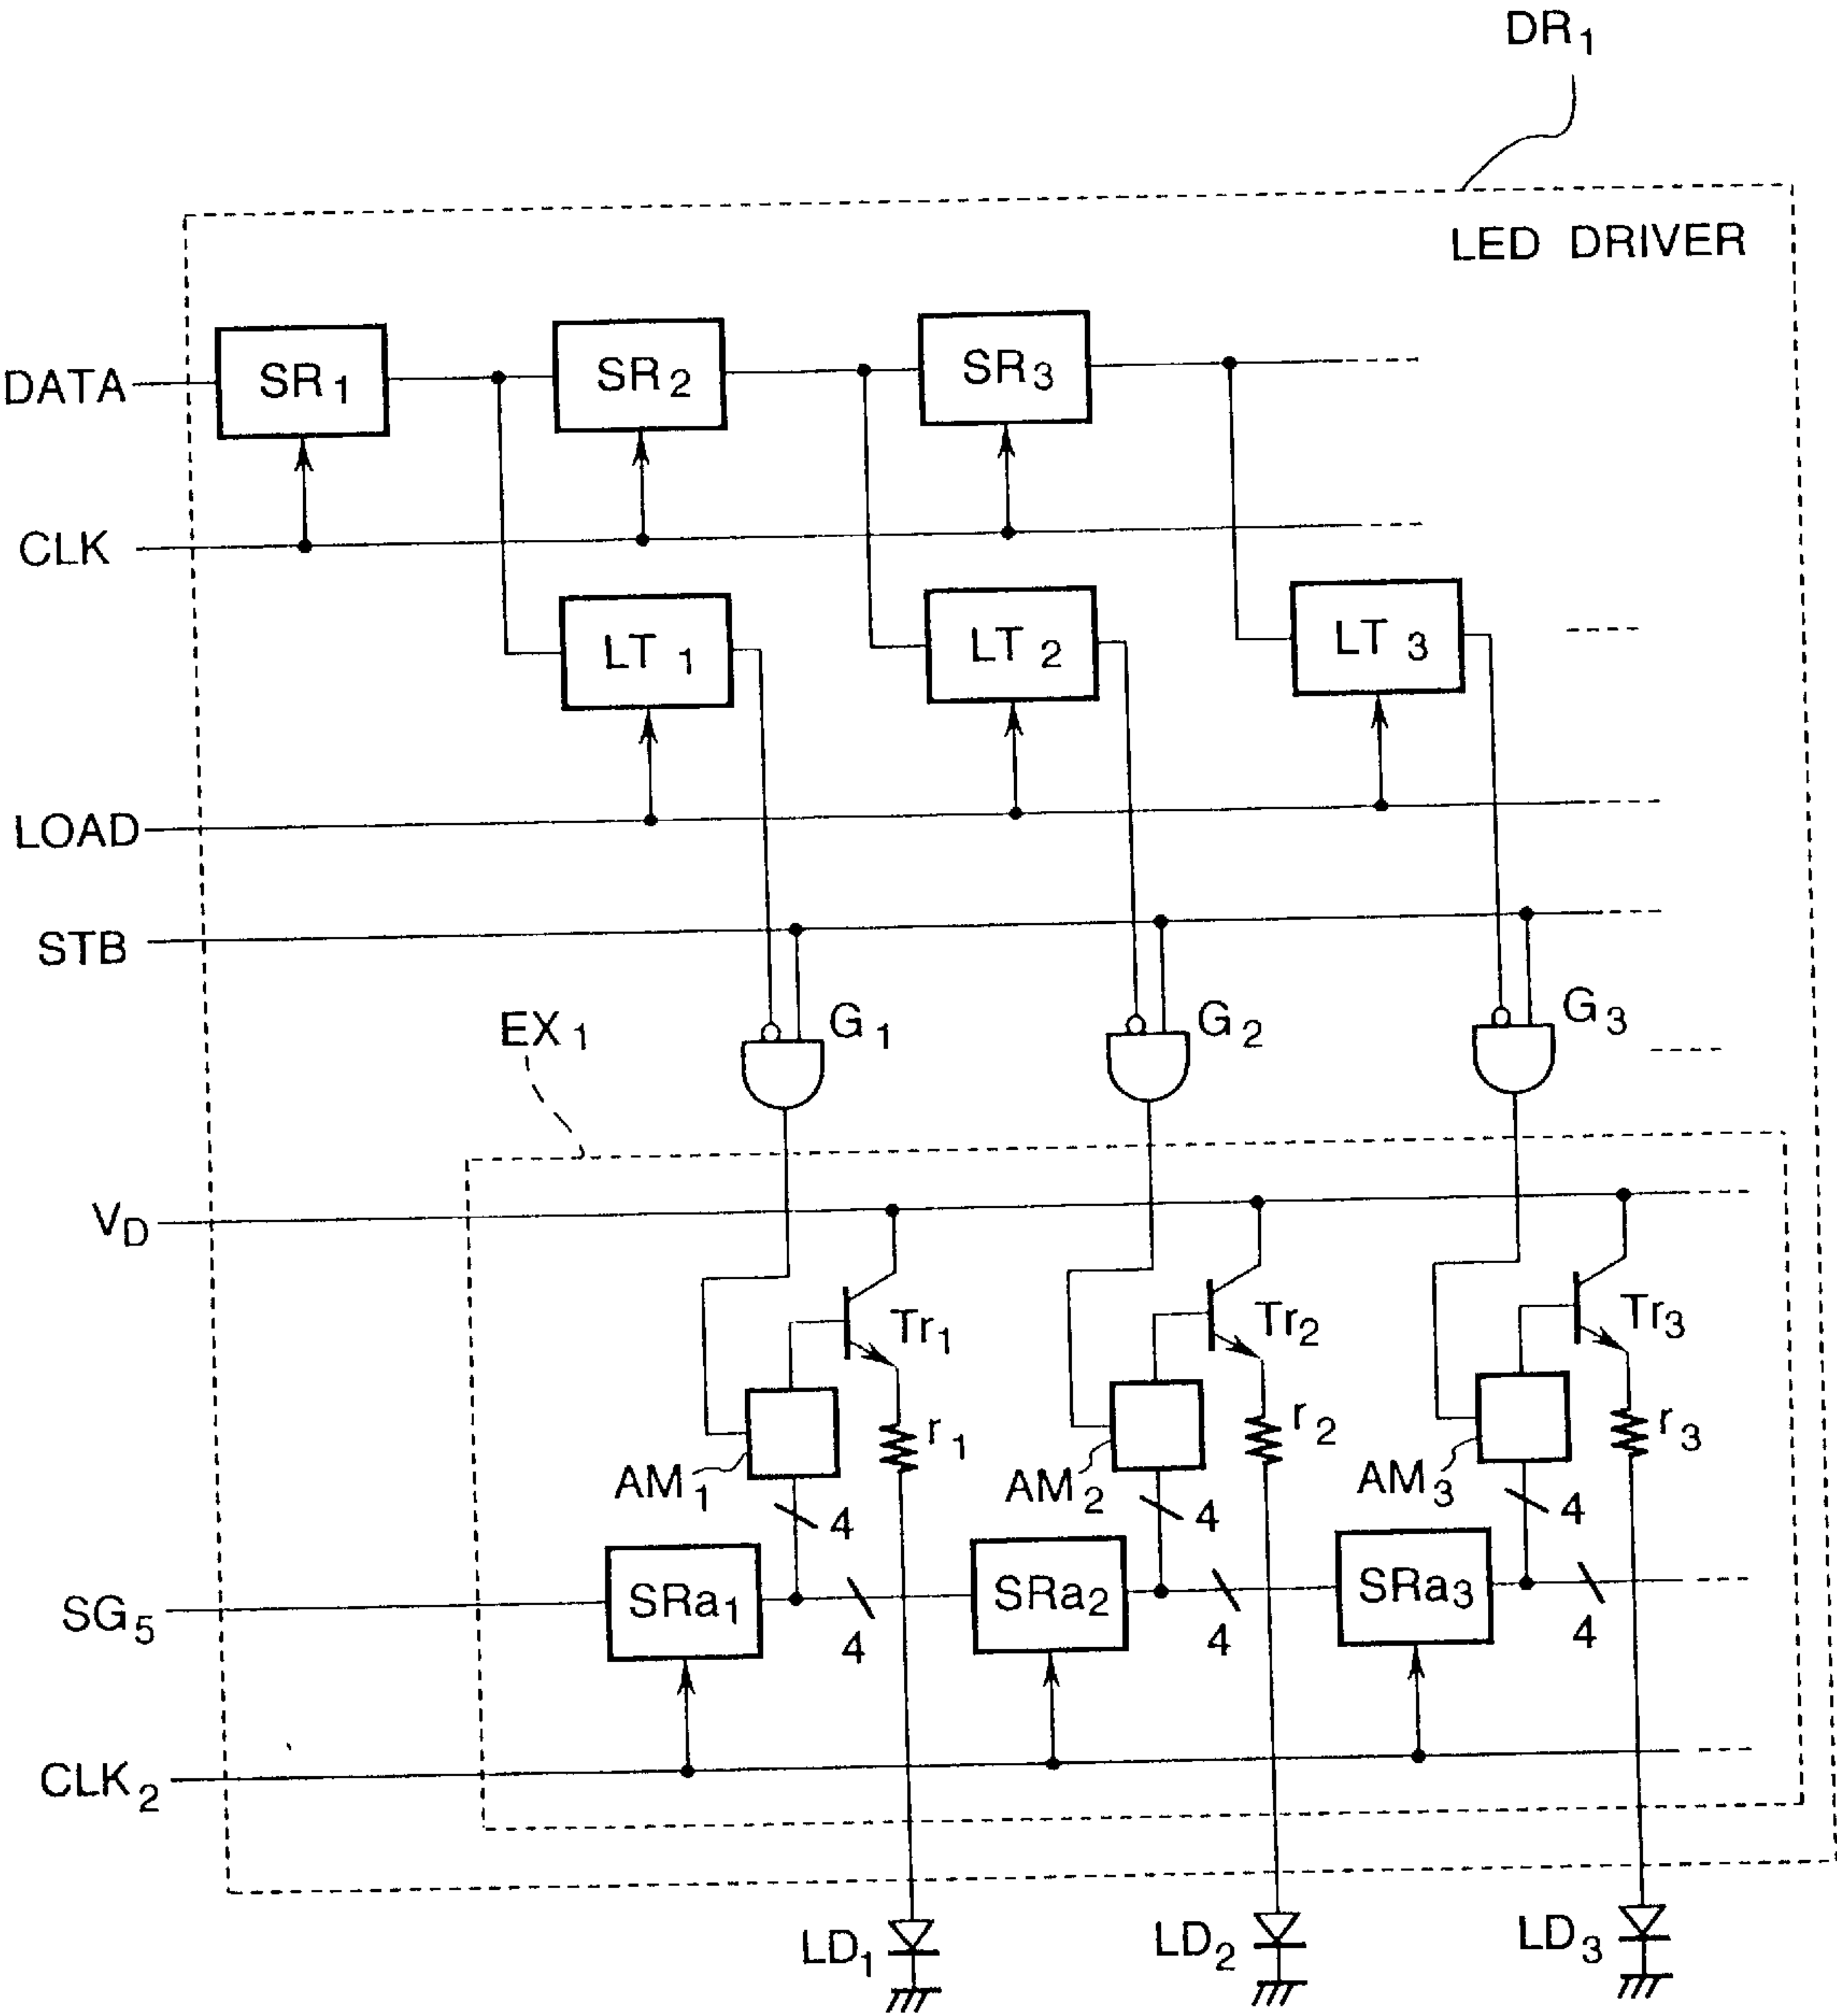 DR1
LED DRIVER
DATA SR1 SR2 SR3
CLK
LT1 LT2 LT3
LOAD
STB
G1 G2 G3
EX1
VD
Tr1 Tr2 Tr3
r1 r2 r3
AM1 AM2 AM3
4 4 4
SG5 SRa1 SRa2 SRa3
4 4 4
CLK2
LD1 LD2 LD3